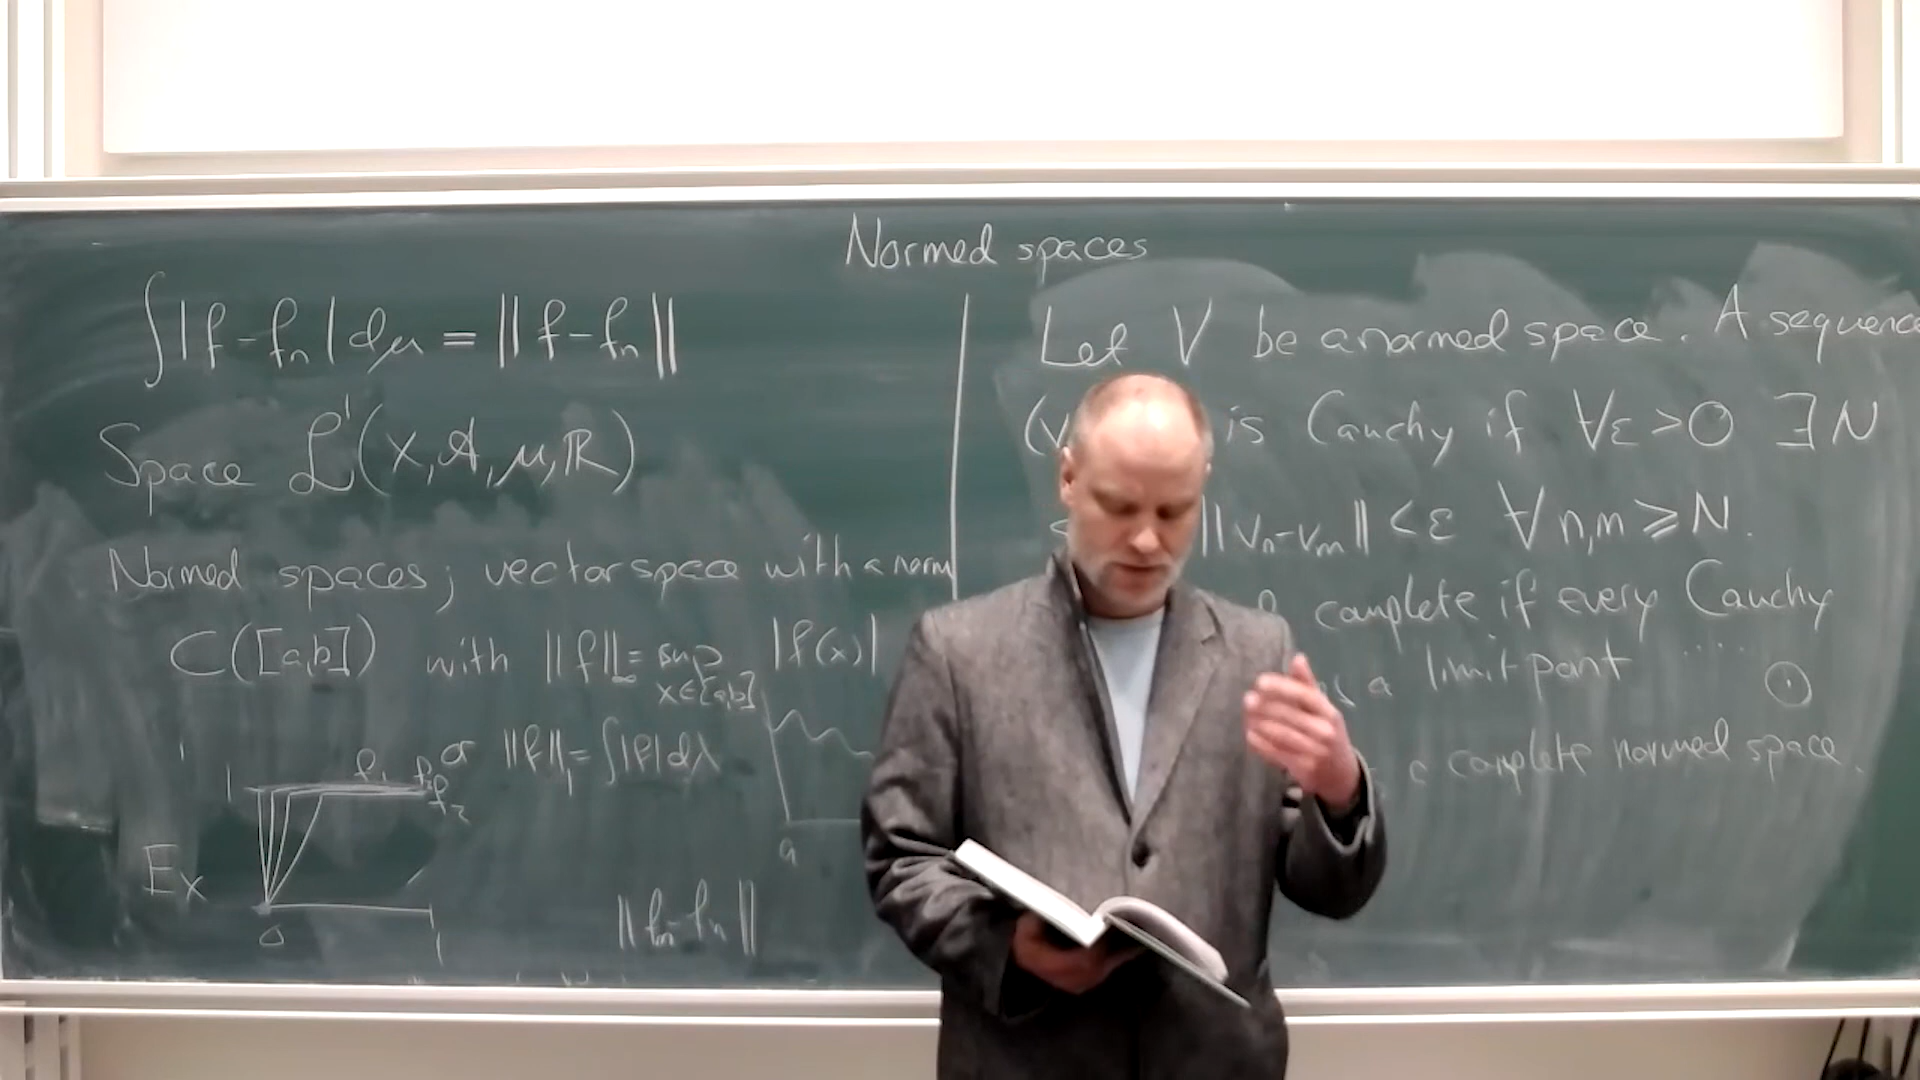 Normed spaces
∫|f-fₙ|dμ = ||f-fₙ||
Space ℒ¹(X,𝒜,μ,ℝ)
Normed spaces; vector space with a norm
C([a,b]) with ||f||∞ = sup |f(x)|
x∈[a,b]
or ||f||₁ = ∫|f|dλ
1 f₁
f₂
a
Ex
0 1
||fₘ-fₙ||
Let V be a normed space. A sequence
(v is Cauchy if ∀ε>0 ∃N
||vₙ-vₘ|| <ε ∀n,m≥N.
complete if every Cauchy
a limit point ....
a complete normed space.